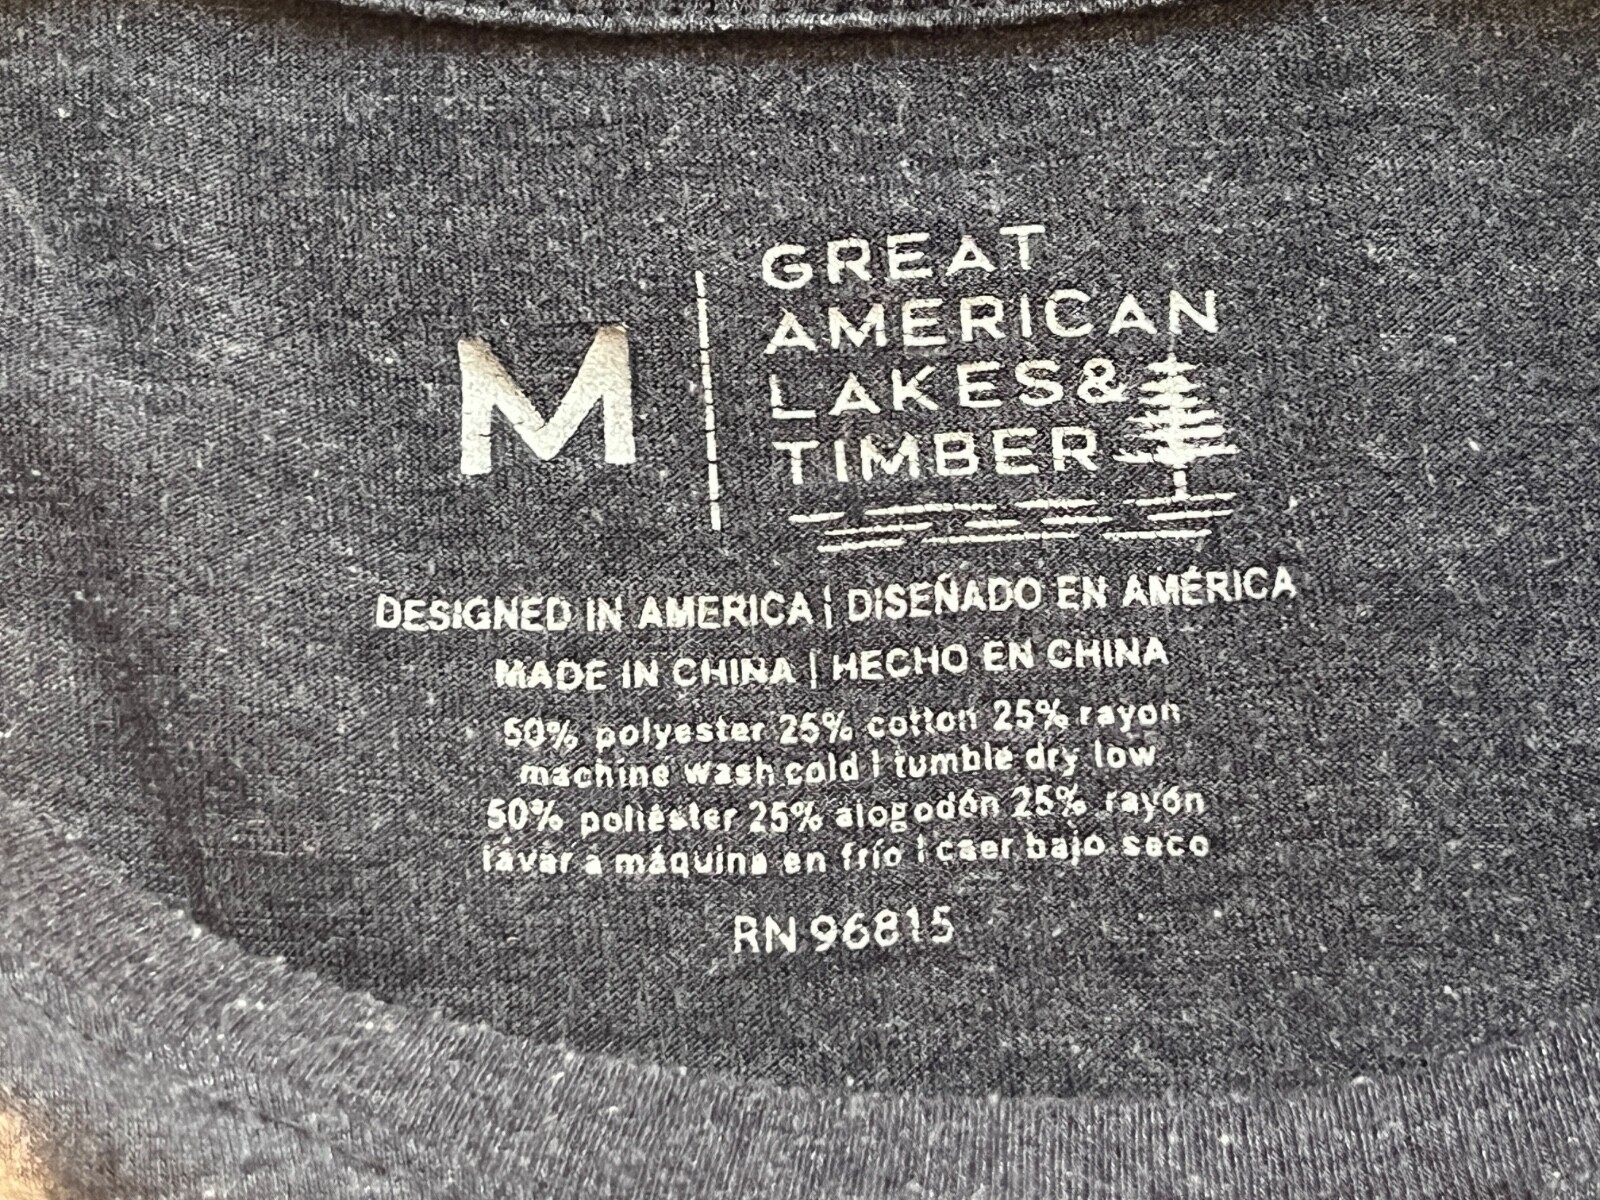 M
GREAT
AMERICAN
LAKES &
TIMBER
DESIGNED IN AMERICA | DISEÑADO EN AMÉRICA
MADE IN CHINA | HECHO EN CHINA
50% polyester 25% cotton 25% rayon
machine wash cold | tumble dry low
50% poliéster 25% alogodón 25% rayón
lavar a máquina en frío | caer bajo seco
RN 96815